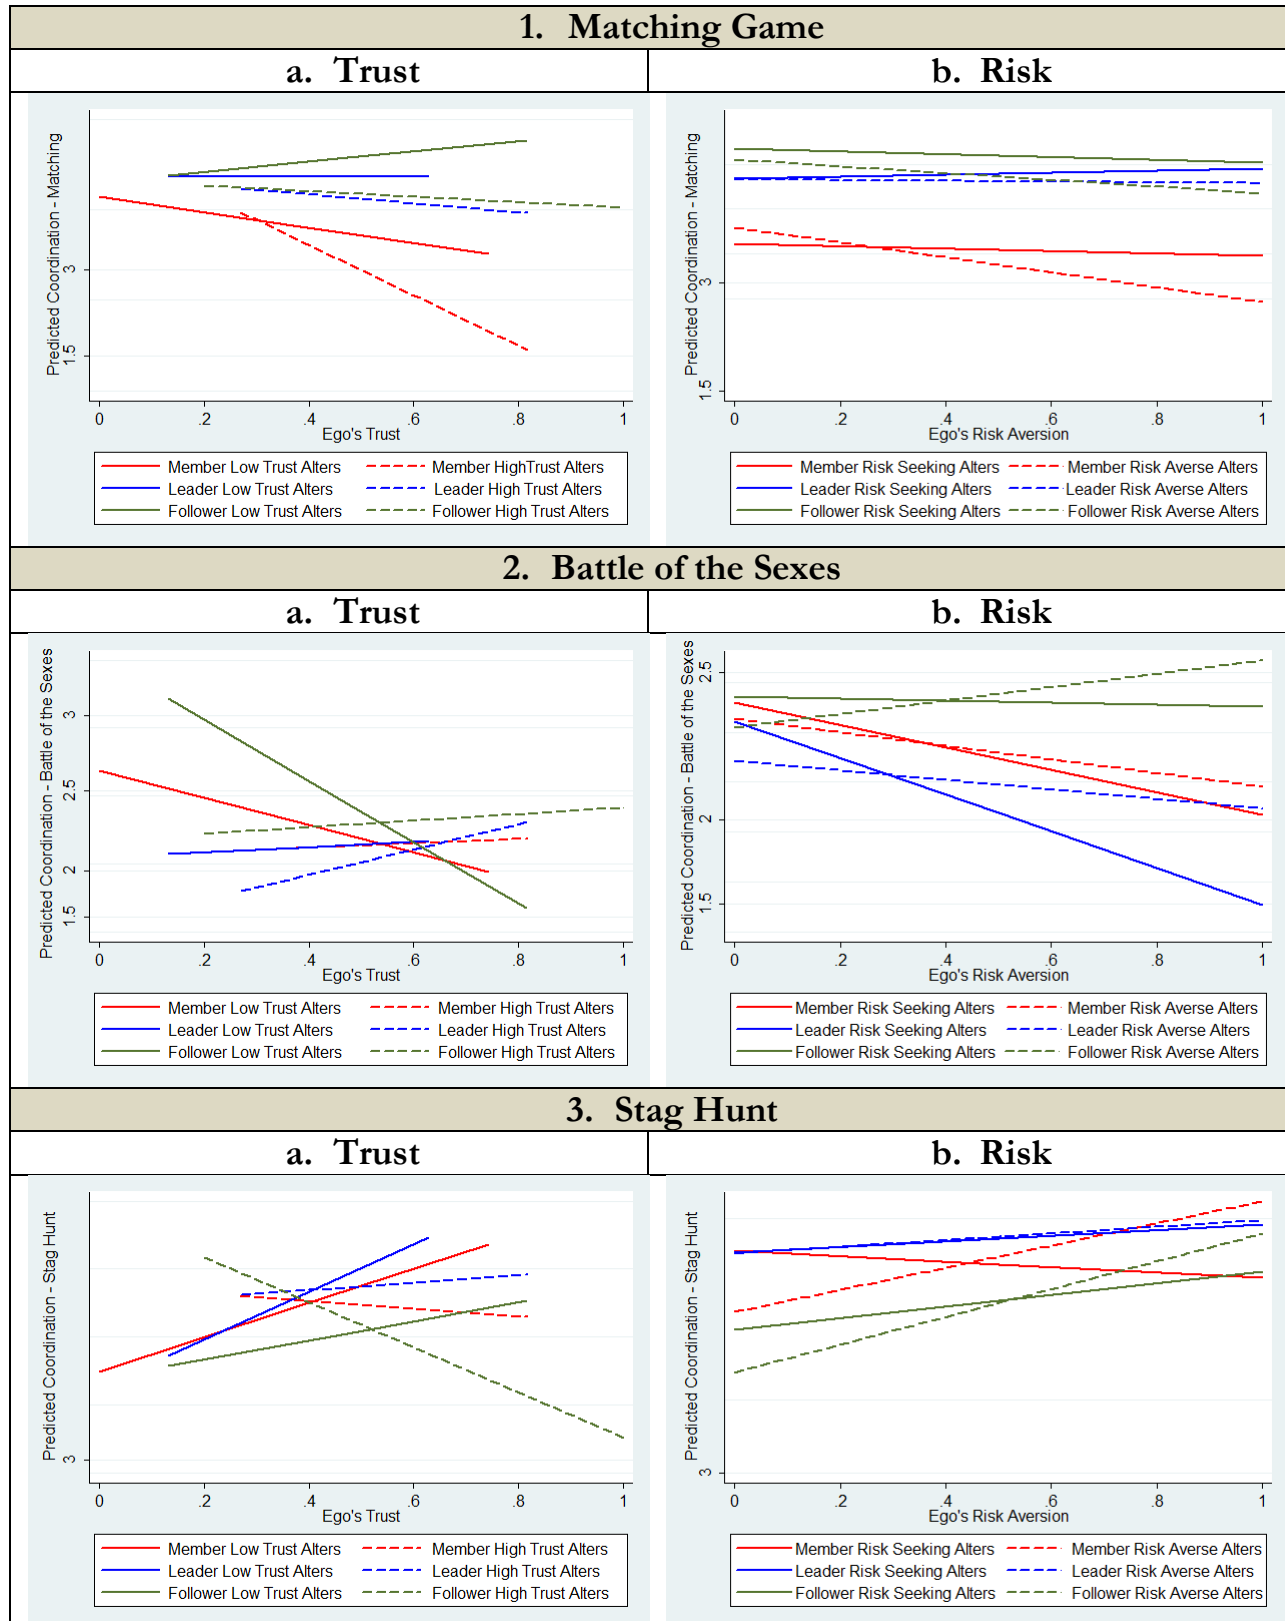 1. Matching Game
a. Trust
b. Risk
Predicted Coordination - Matching
3
1.5
0 .2 .4 .6 .8 1
Ego's Trust
Member Low Trust Alters Member HighTrust Alters
Leader Low Trust Alters Leader High Trust Alters
Follower Low Trust Alters Follower High Trust Alters
Predicted Coordination - Matching
3
1.5
0 .2 .4 .6 .8 1
Ego's Risk Aversion
Member Risk Seeking Alters Member Risk Averse Alters
Leader Risk Seeking Alters Leader Risk Averse Alters
Follower Risk Seeking Alters Follower Risk Averse Alters
2. Battle of the Sexes
a. Trust
b. Risk
Predicted Coordination - Battle of the Sexes
3
2.5
2
1.5
0 .2 .4 .6 .8 1
Ego's Trust
Member Low Trust Alters Member High Trust Alters
Leader Low Trust Alters Leader High Trust Alters
Follower Low Trust Alters Follower High Trust Alters
Predicted Coordination - Battle of the Sexes
2.5
2
1.5
0 .2 .4 .6 .8 1
Ego's Risk Aversion
Member Risk Seeking Alters Member Risk Averse Alters
Leader Risk Seeking Alters Leader Risk Averse Alters
Follower Risk Seeking Alters Follower Risk Averse Alters
3. Stag Hunt
a. Trust
b. Risk
Predicted Coordination - Stag Hunt
3
0 .2 .4 .6 .8 1
Ego's Trust
Member Low Trust Alters Member High Trust Alters
Leader Low Trust Alters Leader High Trust Alters
Follower Low Trust Alters Follower High Trust Alters
Predicted Coordination - Stag Hunt
3
0 .2 .4 .6 .8 1
Ego's Risk Aversion
Member Risk Seeking Alters Member Risk Averse Alters
Leader Risk Seeking Alters Leader Risk Averse Alters
Follower Risk Seeking Alters Follower Risk Averse Alters